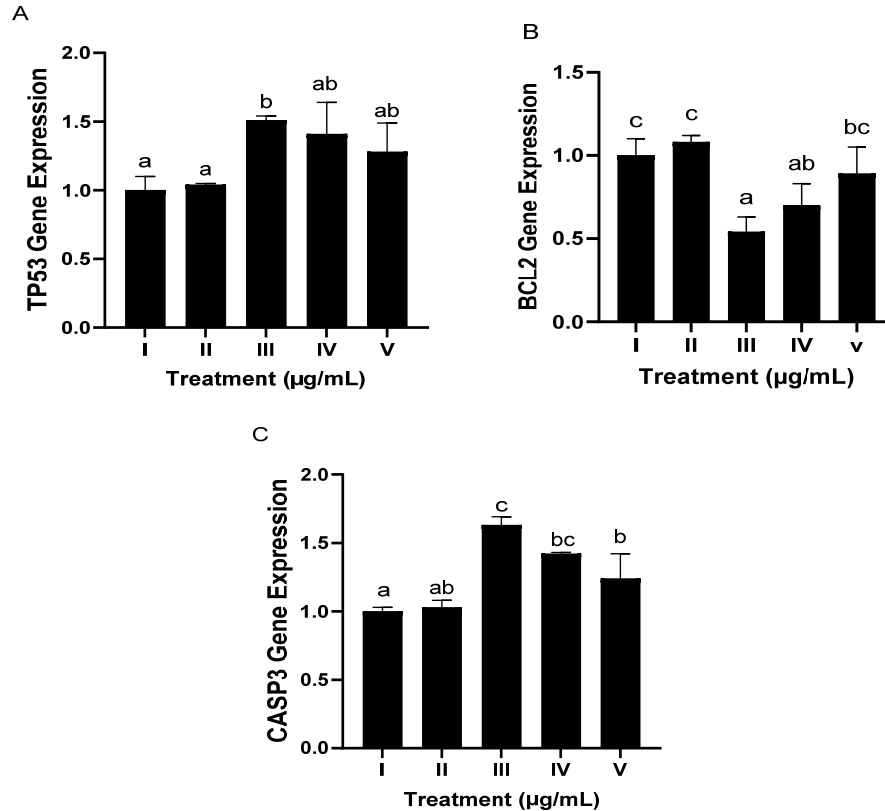 A
TP53 Gene Expression
2.0
1.5
1.0
0.5
0.0
a
a
b
ab
ab
I
II
III
IV
V
Treatment (µg/mL)
B
BCL2 Gene Expression
1.5
1.0
0.5
0.0
c
c
a
ab
bc
I
II
III
IV
v
Treatment (µg/mL)
C
CASP3 Gene Expression
2.0
1.5
1.0
0.5
0.0
a
ab
c
bc
b
I
II
III
IV
V
Treatment (µg/mL)